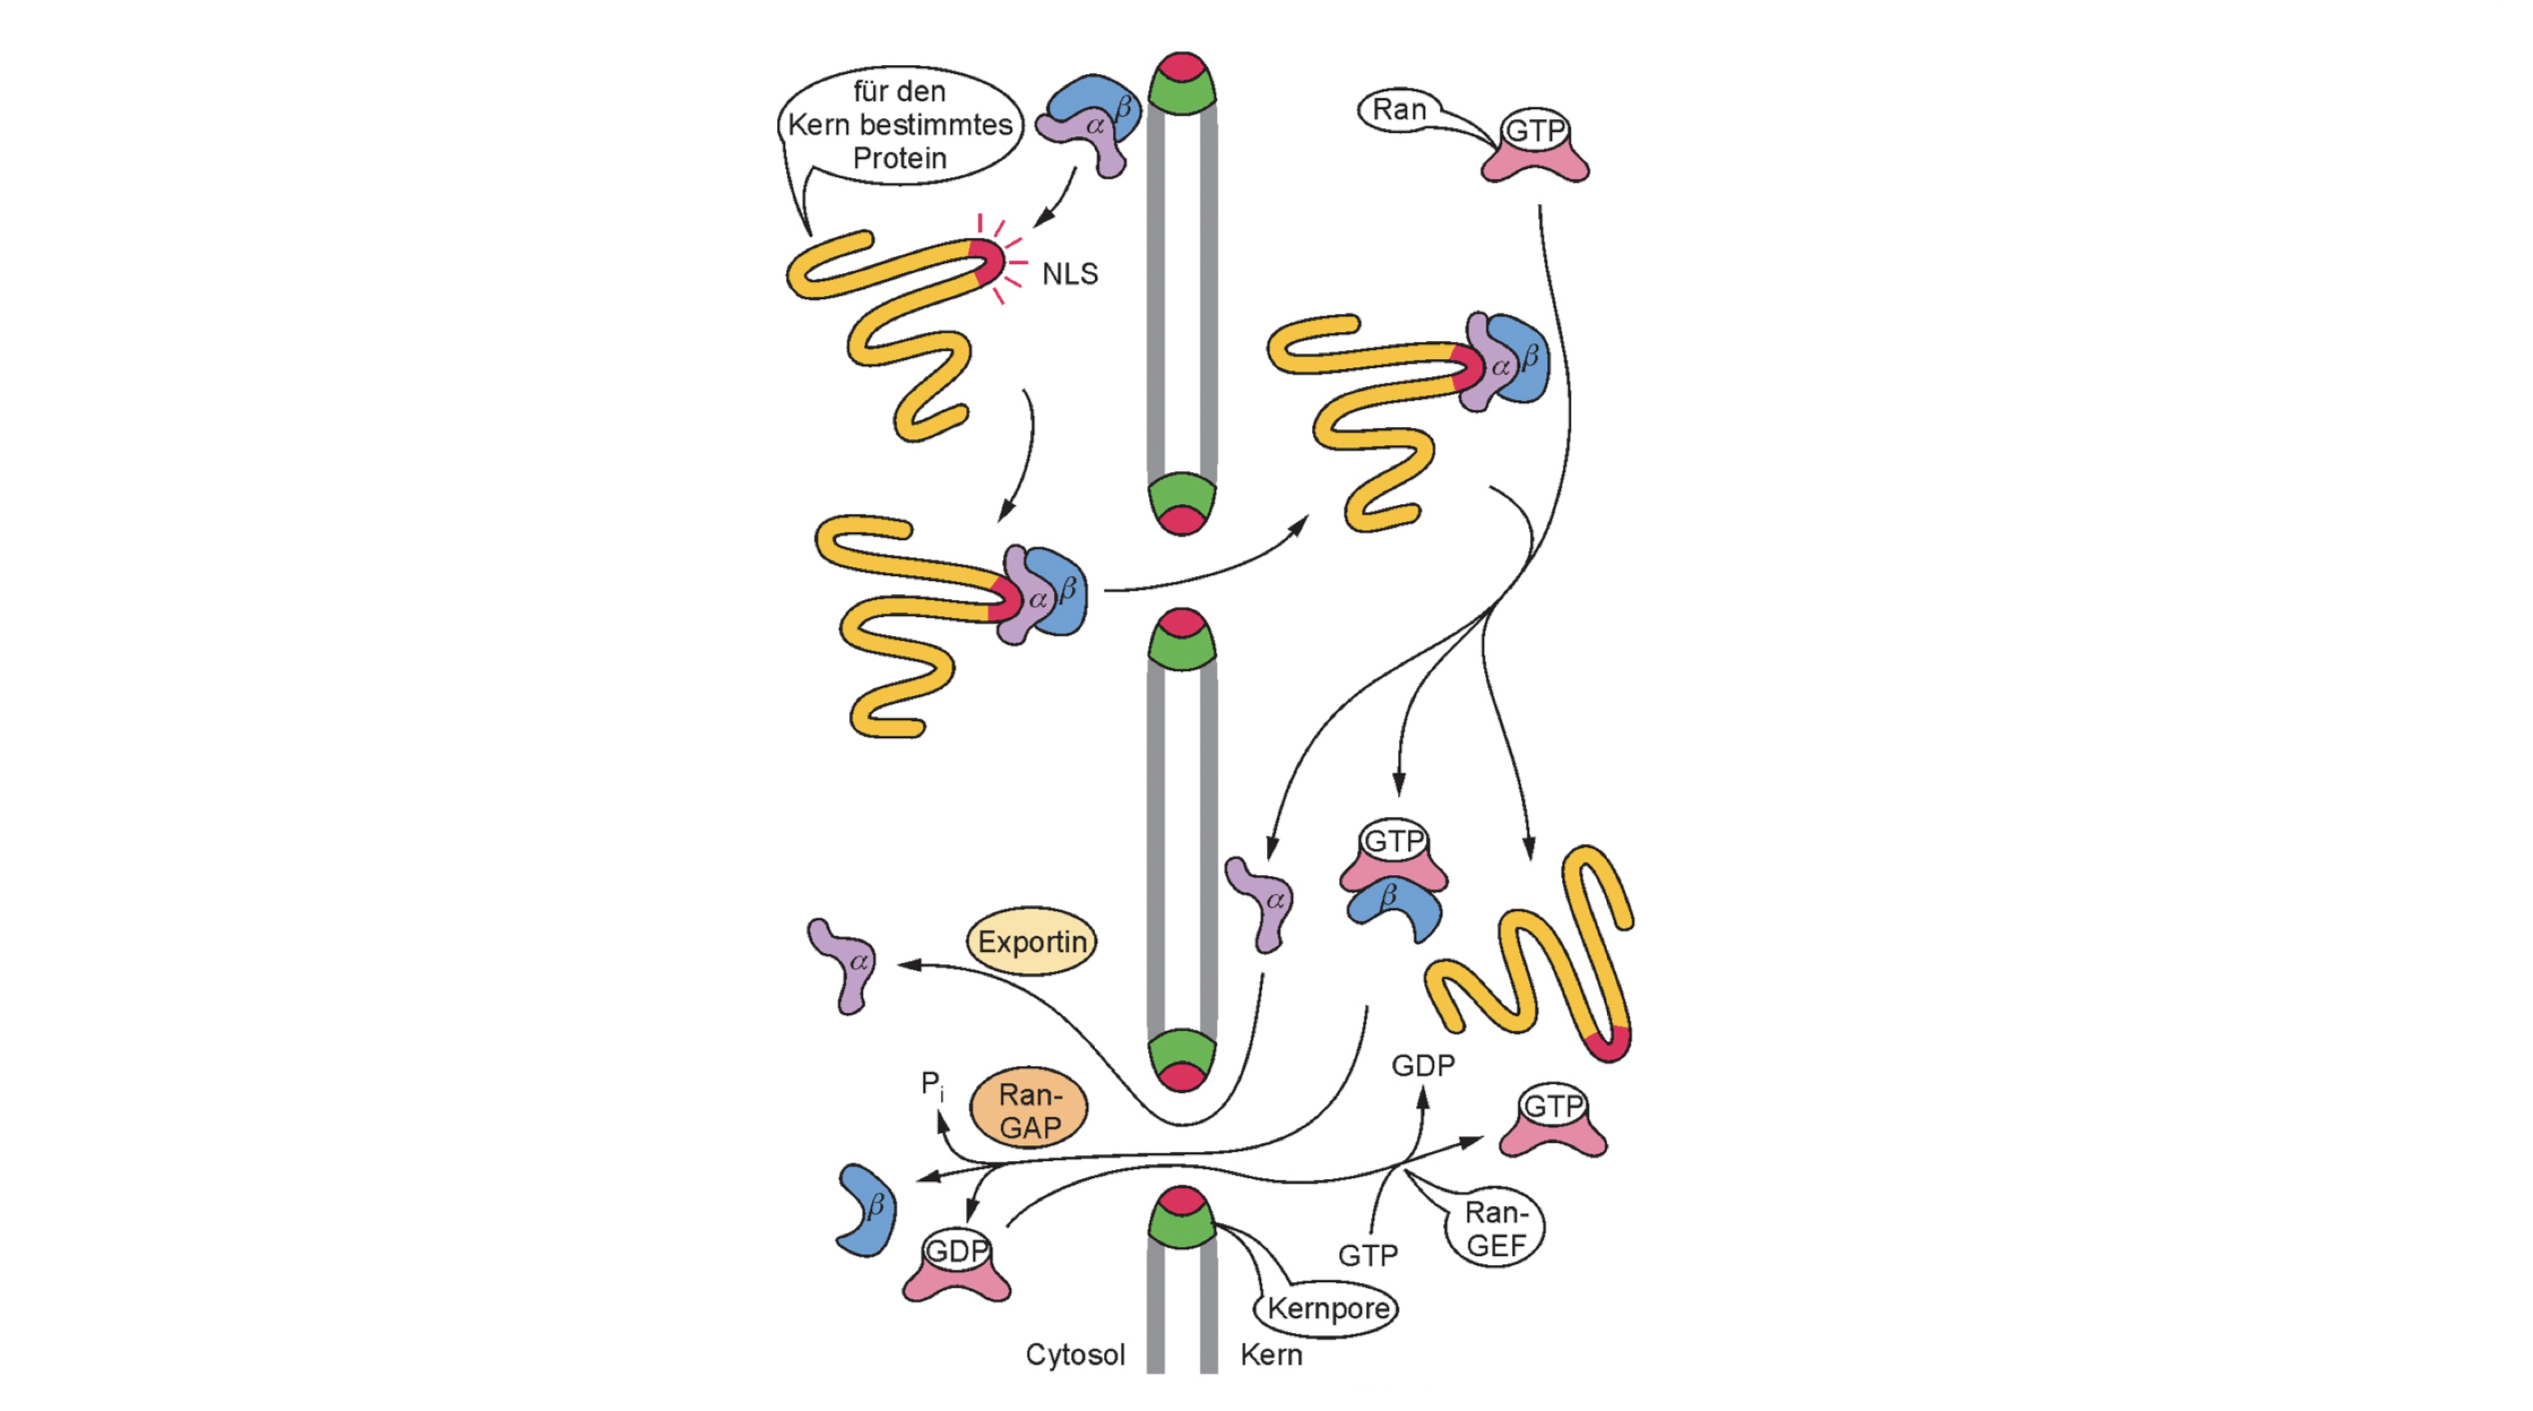 für den
Kern bestimmtes
Protein
β
α
Ran
GTP
NLS
α
β
α
β
GTP
β
α
Exportin
α
GDP
P_i
Ran-
GAP
GTP
β
Ran-
GEF
GDP
GTP
Kernpore
Cytosol
Kern